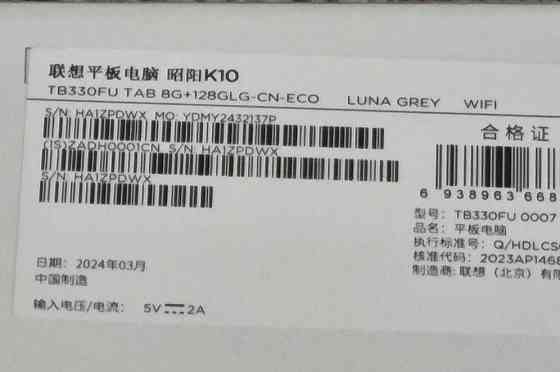 联想平板电脑 昭阳K10
TB330FU TAB 8G+128GLG-CN-ECO LUNA GREY WIFI
S/N: HA1ZPDWX MO: YDMY2432137P
(1S)ZADH0001CN S/N HA1ZPDWX
S/N HA1ZPDWX
日期: 2024年03月
中国制造
输入电压/电流: 5V⎓2A
合格证
6 938963 668
型号: TB330FU 0007
品名: 平板电脑
执行标准号: Q/HDLCS
核准代码: 2023AP1468
制造商: 联想 (北京) 有